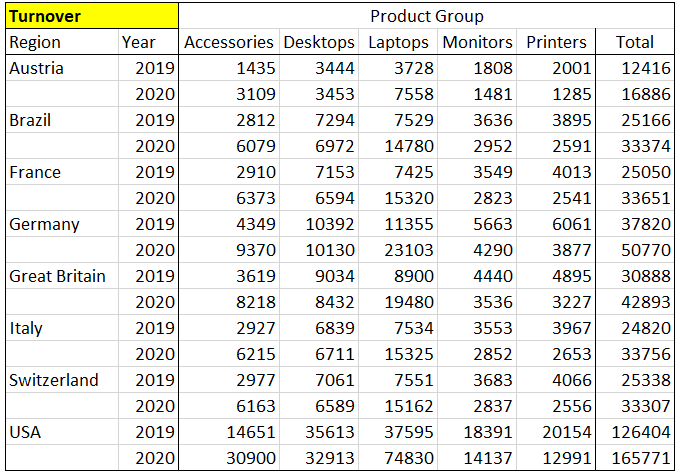 Turnover Product Group
Region Year Accessories Desktops Laptops Monitors Printers Total
Austria 2019 1435 3444 3728 1808 2001 12416
2020 3109 3453 7558 1481 1285 16886
Brazil 2019 2812 7294 7529 3636 3895 25166
2020 6079 6972 14780 2952 2591 33374
France 2019 2910 7153 7425 3549 4013 25050
2020 6373 6594 15320 2823 2541 33651
Germany 2019 4349 10392 11355 5663 6061 37820
2020 9370 10130 23103 4290 3877 50770
Great Britain 2019 3619 9034 8900 4440 4895 30888
2020 8218 8432 19480 3536 3227 42893
Italy 2019 2927 6839 7534 3553 3967 24820
2020 6215 6711 15325 2852 2653 33756
Switzerland 2019 2977 7061 7551 3683 4066 25338
2020 6163 6589 15162 2837 2556 33307
USA 2019 14651 35613 37595 18391 20154 126404
2020 30900 32913 74830 14137 12991 165771